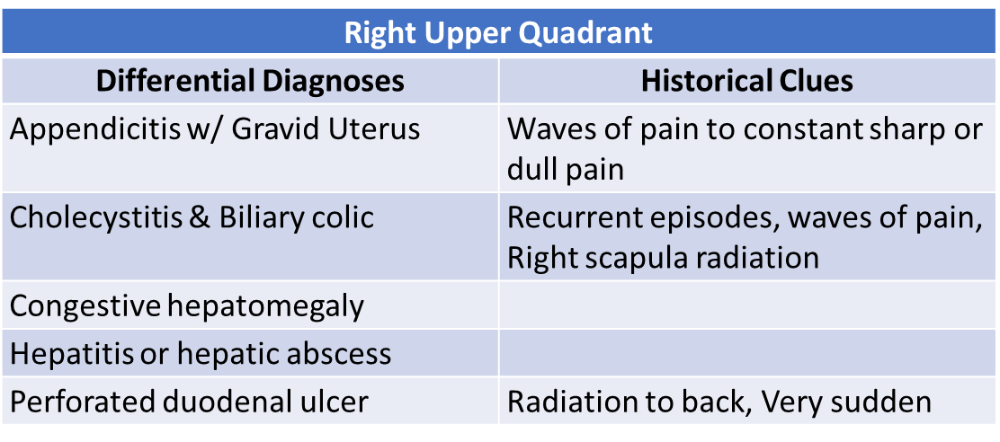 Right Upper Quadrant
Differential Diagnoses
Historical Clues
Appendicitis w/ Gravid Uterus
Waves of pain to constant sharp or
dull pain
Cholecystitis & Biliary colic
Recurrent episodes, waves of pain,
Right scapula radiation
Congestive hepatomegaly
Hepatitis or hepatic abscess
Perforated duodenal ulcer
Radiation to back, Very sudden